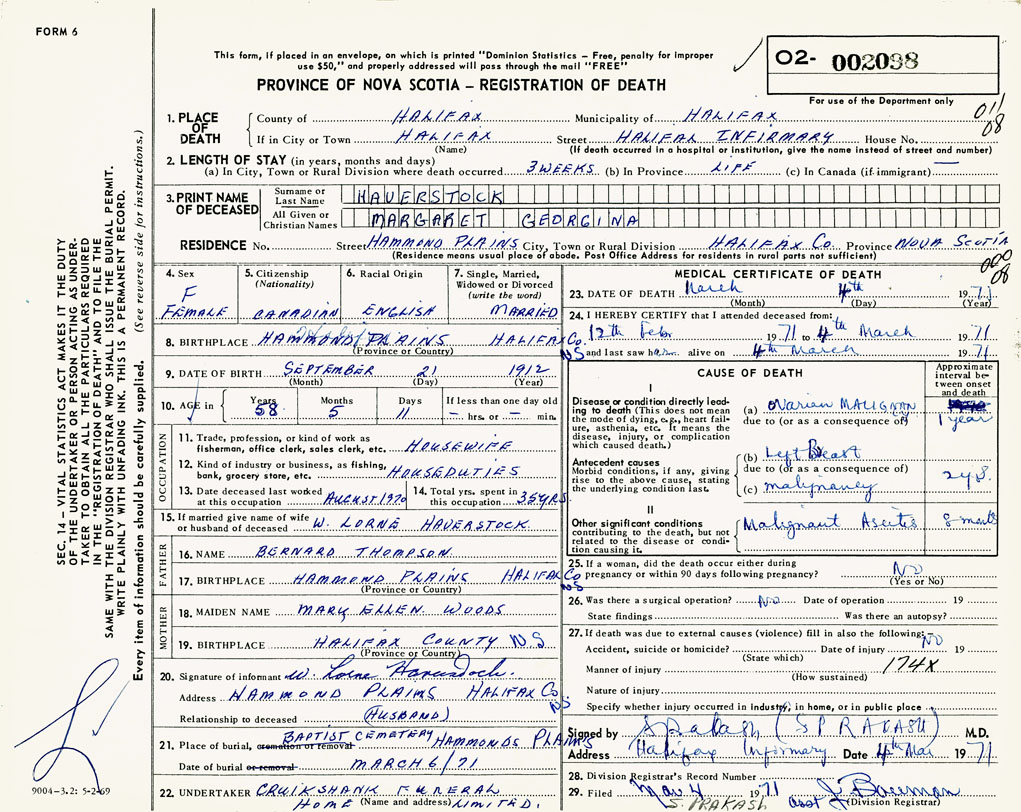 FORM 6
This form, if placed in an envelope, on which is printed "Dominion Statistics – Free, penalty for improper
use $50," and properly addressed will pass through the mail "FREE"
PROVINCE OF NOVA SCOTIA – REGISTRATION OF DEATH
O2- 002098
For use of the Department only
011
08
1. PLACE OF DEATH
County of HALIFAX Municipality of HALIFAX
If in City or Town HALIFAX Street HALIFAX INFIRMARY House No.
(Name) (If death occurred in a hospital or institution, give the name instead of street and number)
2. LENGTH OF STAY (in years, months and days)
(a) In City, Town or Rural Division where death occurred 3 WEEKS (b) In Province LIFE (c) In Canada (if immigrant) —
3. PRINT NAME OF DECEASED
Surname or Last Name HAVERSTOCK
All Given or Christian Names MARGARET GEORGINA
RESIDENCE No. Street HAMMOND PLAINS City, Town or Rural Division HALIFAX Co. Province NOVA SCOTIA
(Residence means usual place of abode. Post Office Address for residents in rural parts not sufficient)
000
08
4. Sex
F
FEMALE
5. Citizenship
(Nationality)
CANADIAN
6. Racial Origin
ENGLISH
7. Single, Married,
Widowed or Divorced
(write the word)
MARRIED
8. BIRTHPLACE HAMMOND PLAINS HALIFAX Co. NS
(Province or Country)
9. DATE OF BIRTH SEPTEMBER 21 1912
(Month) (Day) (Year)
10. AGE in
Years Months Days If less than one day old
58 5 11 — hrs. or — min.
OCCUPATION
11. Trade, profession, or kind of work as
fisherman, office clerk, sales clerk, etc. HOUSEWIFE
12. Kind of industry or business, as fishing,
bank, grocery store, etc. HOUSEDUTIES
13. Date deceased last worked
at this occupation AUGUST 1970
14. Total yrs. spent in
this occupation 35 YRS
15. If married give name of wife
or husband of deceased W. LORNE HAVERSTOCK
FATHER
16. NAME BERNARD THOMPSON
17. BIRTHPLACE HAMMOND PLAINS HALIFAX Co NS
(Province or Country)
MOTHER
18. MAIDEN NAME MARY ELLEN WOODS
19. BIRTHPLACE HALIFAX COUNTY N.S
(Province or Country)
20. Signature of informant W. Lorne Haverstock.
Address HAMMOND PLAINS HALIFAX Co NS
Relationship to deceased (HUSBAND)
21. Place of burial, cremation or removal BAPTIST CEMETERY HAMMONDS PLAINS
Date of burial or removal MARCH 6/71
22. UNDERTAKER CRUIKSHANK FUNERAL
HOME (Name and address) LIMITED.
MEDICAL CERTIFICATE OF DEATH
23. DATE OF DEATH March 4th 1971
(Month) (Day) (Year)
24. I HEREBY CERTIFY that I attended deceased from:
12th Febr 1971 to 4th March 1971
and last saw her alive on 4th March 1971
CAUSE OF DEATH
Approximate
interval be-
tween onset
and death
I
Disease or condition directly lead-
ing to death (This does not mean
the mode of dying, e.g., heart fail-
ure, asthenia, etc. It means the
disease, injury, or complication
which caused death.)
(a) Ovarian MALIGNAN
1 year
due to (or as a consequence of)
Antecedent causes
Morbid conditions, if any, giving
rise to the above cause, stating
the underlying condition last.
(b) Left Breast
due to (or as a consequence of)
(c) malignancy
2 yrs.
II
Other significant conditions
contributing to the death, but not
related to the disease or condi-
tion causing it.
Malignant Ascites
25. If a woman, did the death occur either during
pregnancy or within 90 days following pregnancy? NO
(Yes or No)
26. Was there a surgical operation? No Date of operation 19
State findings Was there an autopsy?
27. If death was due to external causes (violence) fill in also the following: NO
Accident, suicide or homicide? Date of injury 19
(State which)
Manner of injury 174X
(How sustained)
Nature of injury
Specify whether injury occurred in industry, in home, or in public place
Signed by S Prakash (S PRAKASH) M.D.
Address Halifax Infirmary Date 4th Mar 1971
28. Division Registrar's Record Number
29. Filed Mar 4 1971 asst J. Bowman
S. PRAKASH Division Registrar
SEC. 14 – VITAL STATISTICS ACT MAKES IT THE DUTY
OF THE UNDERTAKER OR PERSON ACTING AS UNDER-
TAKER TO OBTAIN ALL THE PARTICULARS REQUIRED
IN THE "REGISTRATION OF DEATH" AND TO FILE THE
SAME WITH THE DIVISION REGISTRAR WHO SHALL ISSUE THE BURIAL PERMIT.
WRITE PLAINLY WITH UNFADING INK. THIS IS A PERMANENT RECORD.
Every item of information should be carefully supplied. (See reverse side for instructions.)
9004-3.2: 5-2-69